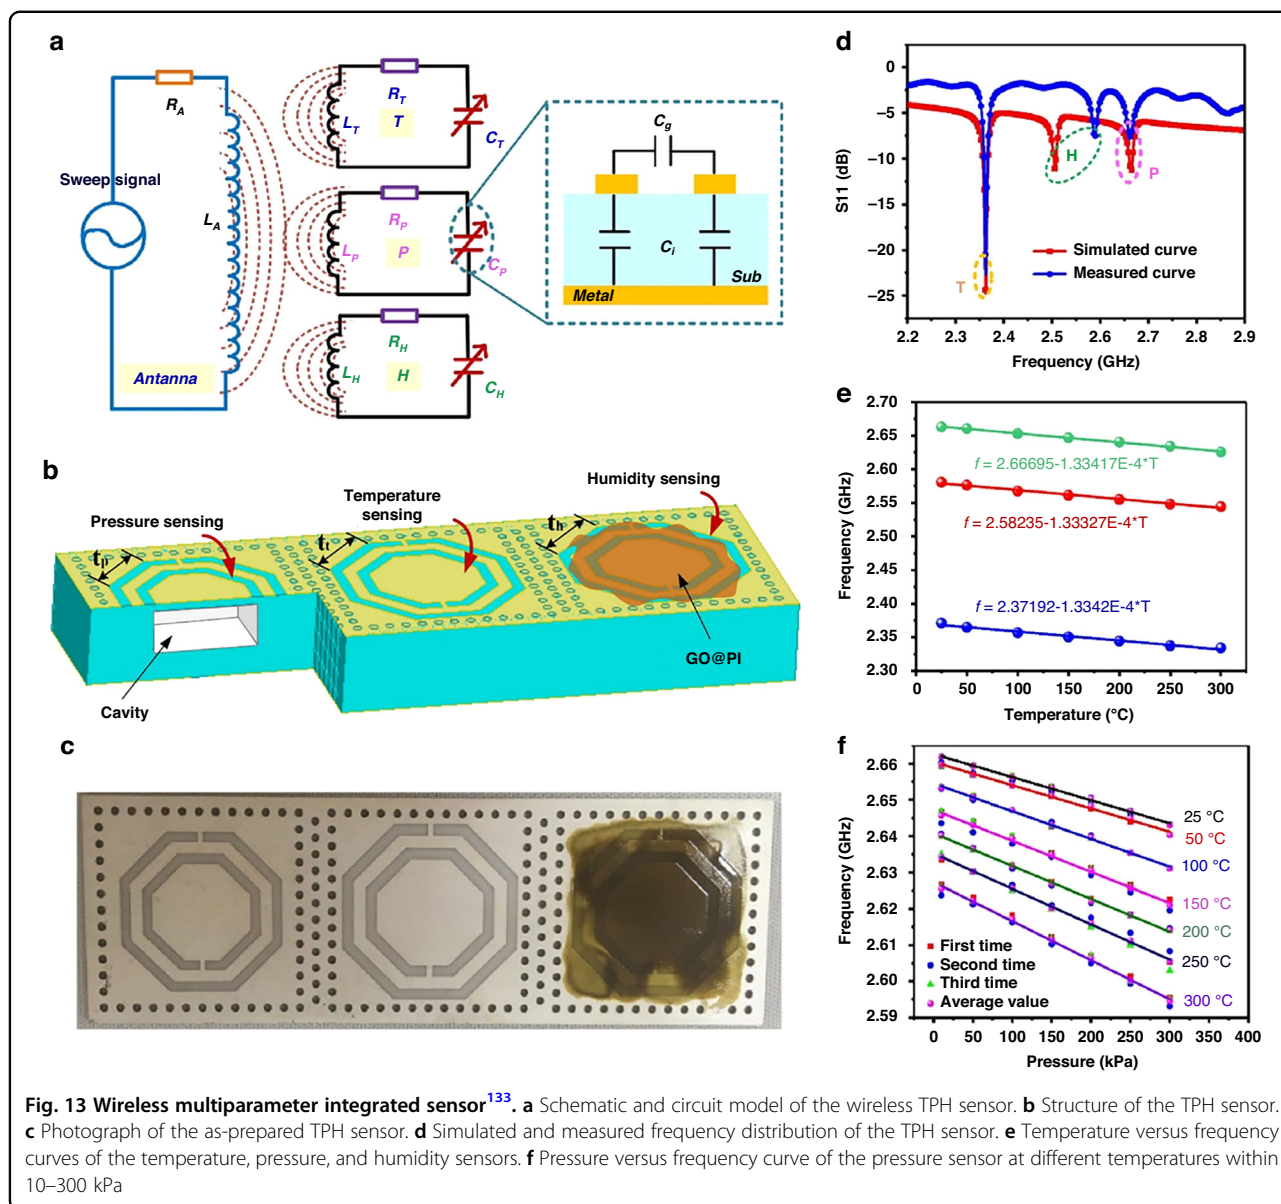 a
R_A
Sweep signal
L_A
Antanna
R_T
L_T
T
C_T
R_P
L_P
P
C_P
R_H
L_H
H
C_H
C_g
C_i
Sub
Metal
b
Pressure sensing
Temperature
sensing
Humidity sensing
t_p
t_t
t_h
Cavity
GO@PI
c
d
0
−5
−10
−15
−20
−25
S11 (dB)
H
P
T
Simulated curve
Measured curve
2.2 2.3 2.4 2.5 2.6 2.7 2.8 2.9
Frequency (GHz)
e
2.70
2.65
2.60
2.55
2.50
2.45
2.40
2.35
2.30
Frequency (GHz)
f = 2.66695-1.33417E-4*T
f = 2.58235-1.33327E-4*T
f = 2.37192-1.3342E-4*T
0 50 100 150 200 250 300
Temperature (°C)
f
2.66
2.65
2.64
2.63
2.62
2.61
2.60
2.59
Frequency (GHz)
25 °C
50 °C
100 °C
150 °C
200 °C
250 °C
300 °C
First time
Second time
Third time
Average value
0 50 100 150 200 250 300 350 400
Pressure (kPa)
Fig. 13 Wireless multiparameter integrated sensor133. a Schematic and circuit model of the wireless TPH sensor. b Structure of the TPH sensor.
c Photograph of the as-prepared TPH sensor. d Simulated and measured frequency distribution of the TPH sensor. e Temperature versus frequency
curves of the temperature, pressure, and humidity sensors. f Pressure versus frequency curve of the pressure sensor at different temperatures within
10–300 kPa